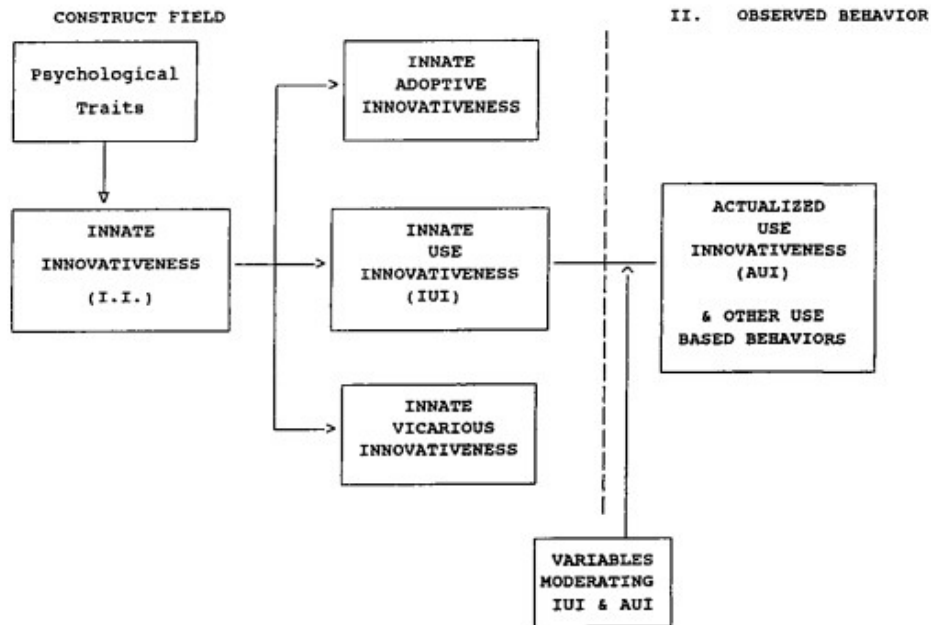 CONSTRUCT FIELD
II. OBSERVED BEHAVIOR
Psychological
Traits
INNATE
ADOPTIVE
INNOVATIVENESS
INNATE
INNOVATIVENESS
(I.I.)
INNATE
USE
INNOVATIVENESS
(IUI)
ACTUALIZED
USE
INNOVATIVENESS
(AUI)
& OTHER USE
BASED BEHAVIORS
INNATE
VICARIOUS
INNOVATIVENESS
VARIABLES
MODERATING
IUI & AUI